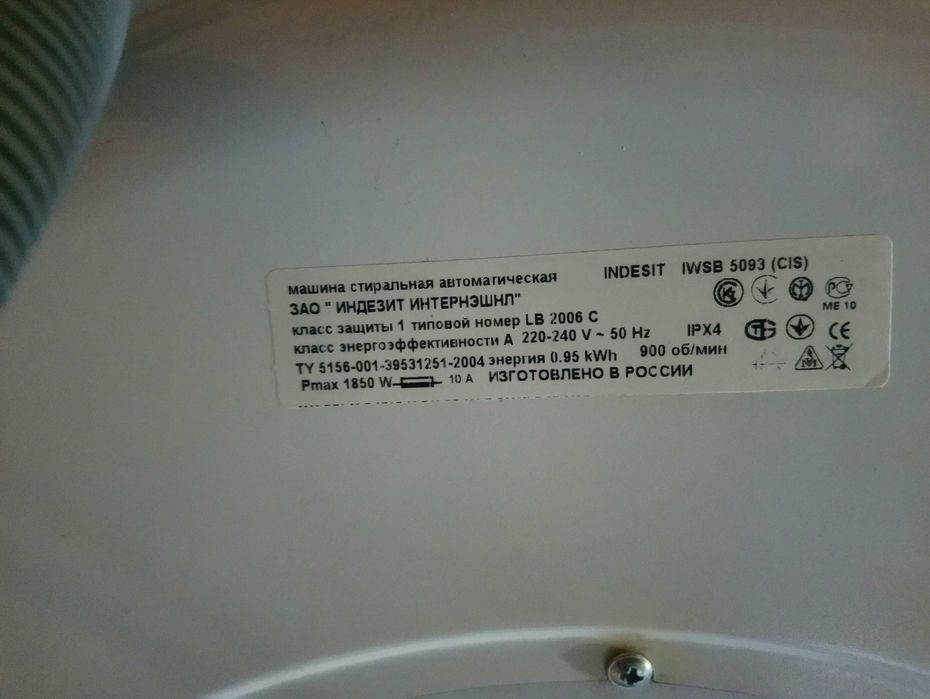 машина стиральная автоматическая INDESIT IWSB 5093 (CIS)
ЗАО " ИНДЕЗИТ ИНТЕРНЭШНЛ"
ME 10
класс защиты 1 типовой номер LB 2006 C
класс энергоэффективности A 220-240 V ~ 50 Hz IPX4
TY 5156-001-39531251-2004 энергия 0.95 kWh 900 об/мин
Pmax 1850 W 10 A ИЗГОТОВЛЕНО В РОССИИ